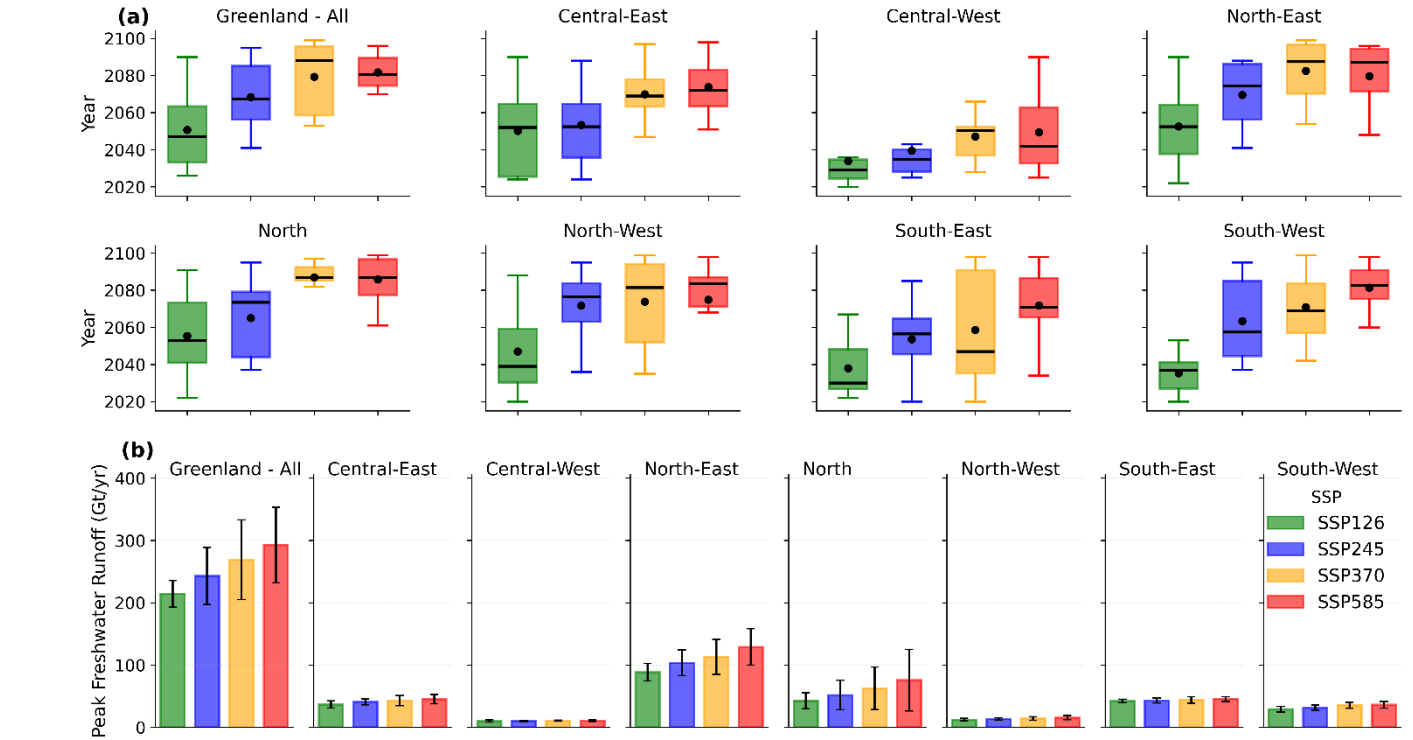 (a)
Greenland - All
Central-East
Central-West
North-East
Year
2100
2080
2060
2040
2020
North
North-West
South-East
South-West
Year
2100
2080
2060
2040
2020
(b)
Greenland - All
Central-East
Central-West
North-East
North
North-West
South-East
South-West
Peak Freshwater Runoff (Gt/yr)
400
300
200
100
0
SSP
SSP126
SSP245
SSP370
SSP585